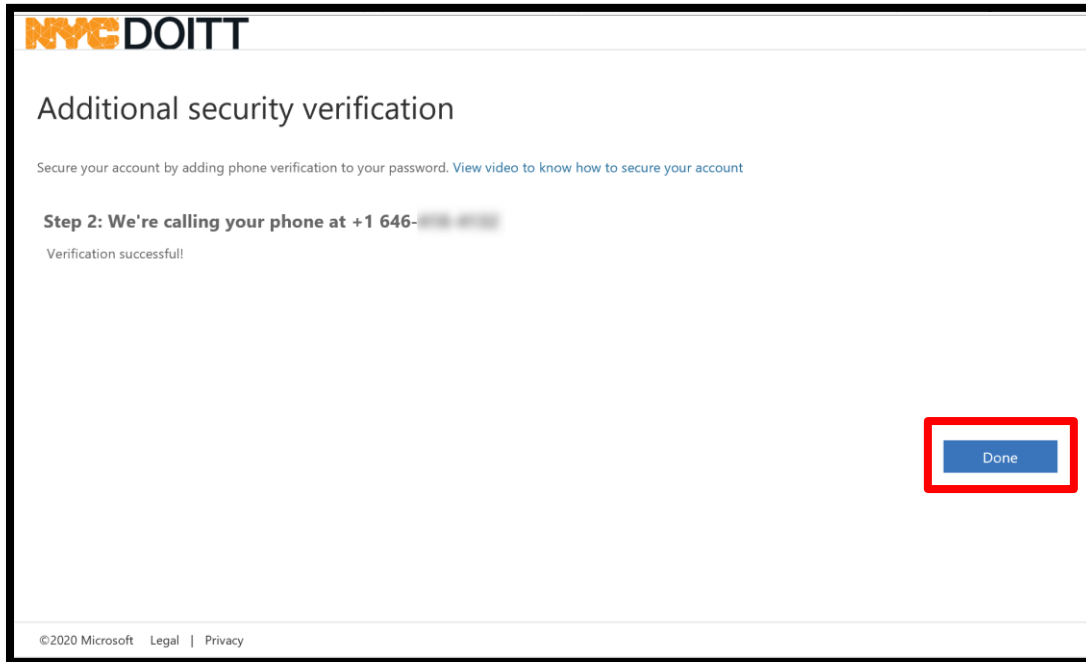 NYC DOITT
Additional security verification
Secure your account by adding phone verification to your password. View video to know how to secure your account
Step 2: We're calling your phone at +1 646-
Verification successful!
Done
©2020 Microsoft Legal | Privacy